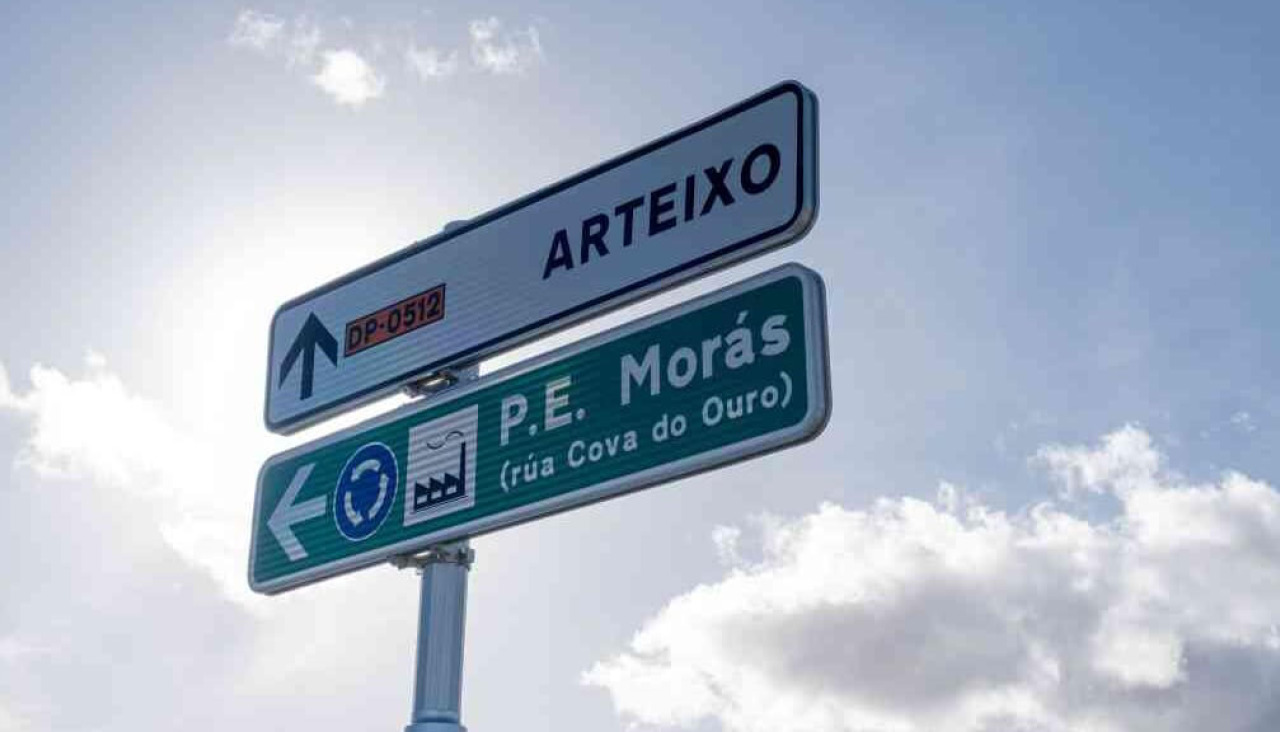 ARTEIXO
DP-0512
P.E. Morás
(rúa Cova do Ouro)